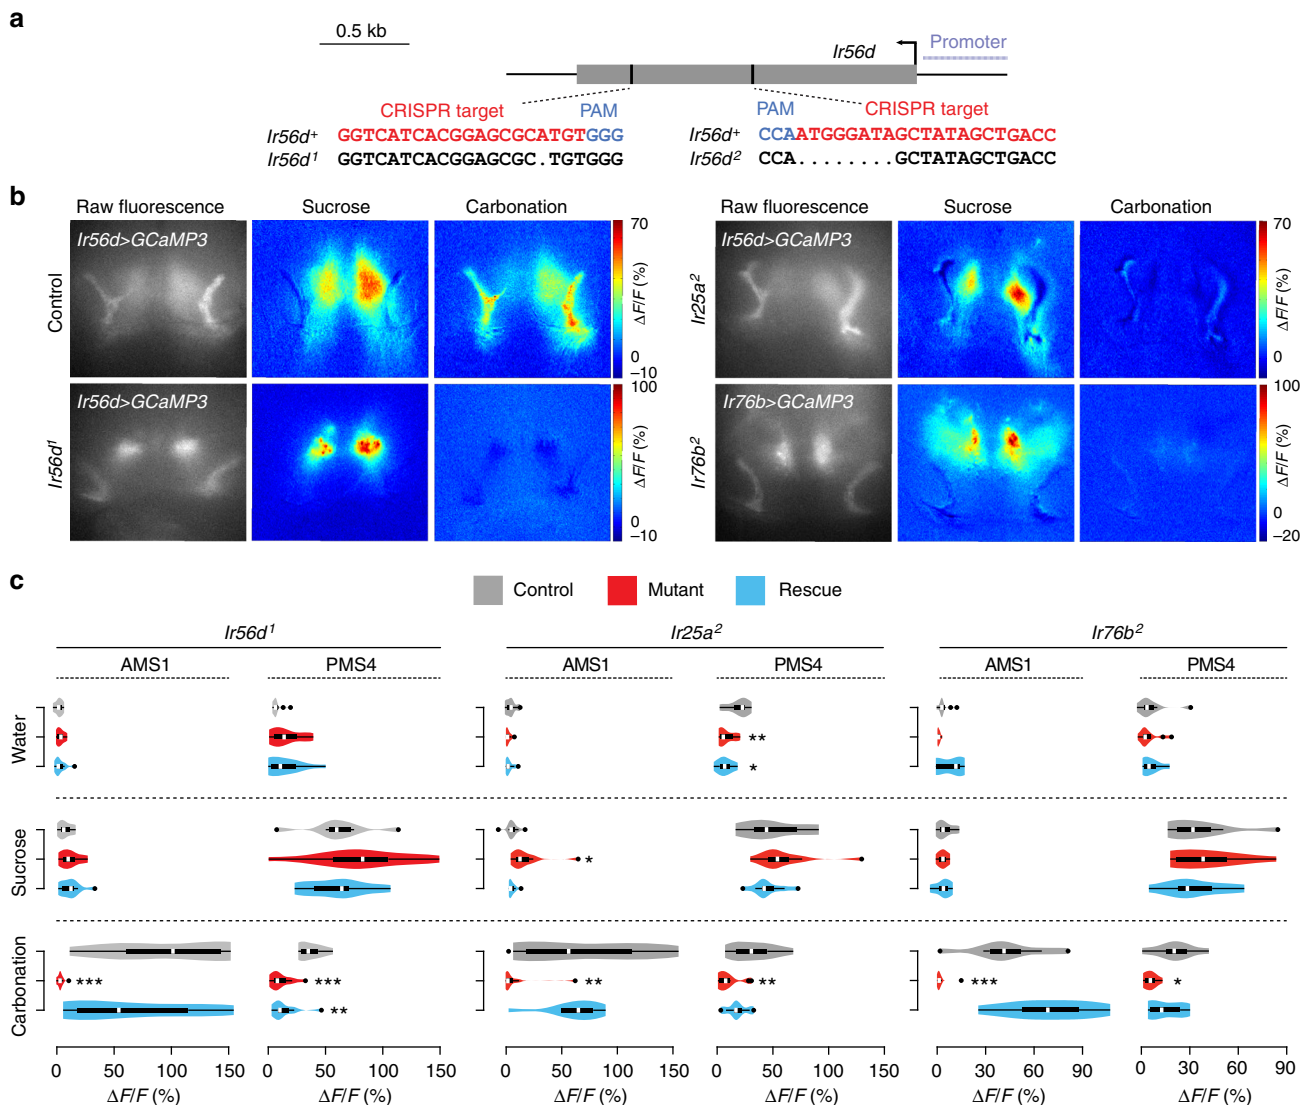 a
0.5 kb
Ir56d
Promoter
CRISPR target PAM
Ir56d+ GGTCATCACGGAGCGCATGTGGG
Ir56d1 GGTCATCACGGAGCGC.TGTGGG
PAM CRISPR target
Ir56d+ CCAATGGGATAGCTATAGCTGACC
Ir56d2 CCA........GCTATAGCTGACC
b
Raw fluorescence Sucrose Carbonation
Control
Ir56d>GCaMP3
70
ΔF/F (%)
0
–10
Ir56d1
Ir56d>GCaMP3
100
ΔF/F (%)
0
–10
Raw fluorescence Sucrose Carbonation
Ir25a2
Ir56d>GCaMP3
70
ΔF/F (%)
0
–10
Ir76b2
Ir76b>GCaMP3
100
ΔF/F (%)
0
–20
c
Control Mutant Rescue
Ir56d1 Ir25a2 Ir76b2
AMS1 PMS4 AMS1 PMS4 AMS1 PMS4
Water
**
*
Sucrose
*
Carbonation
*** *** ** ** *** *
**
0 50 100 150 0 50 100 150 0 50 100 150 0 50 100 150 0 30 60 90 0 30 60 90
ΔF/F (%) ΔF/F (%) ΔF/F (%) ΔF/F (%) ΔF/F (%) ΔF/F (%)